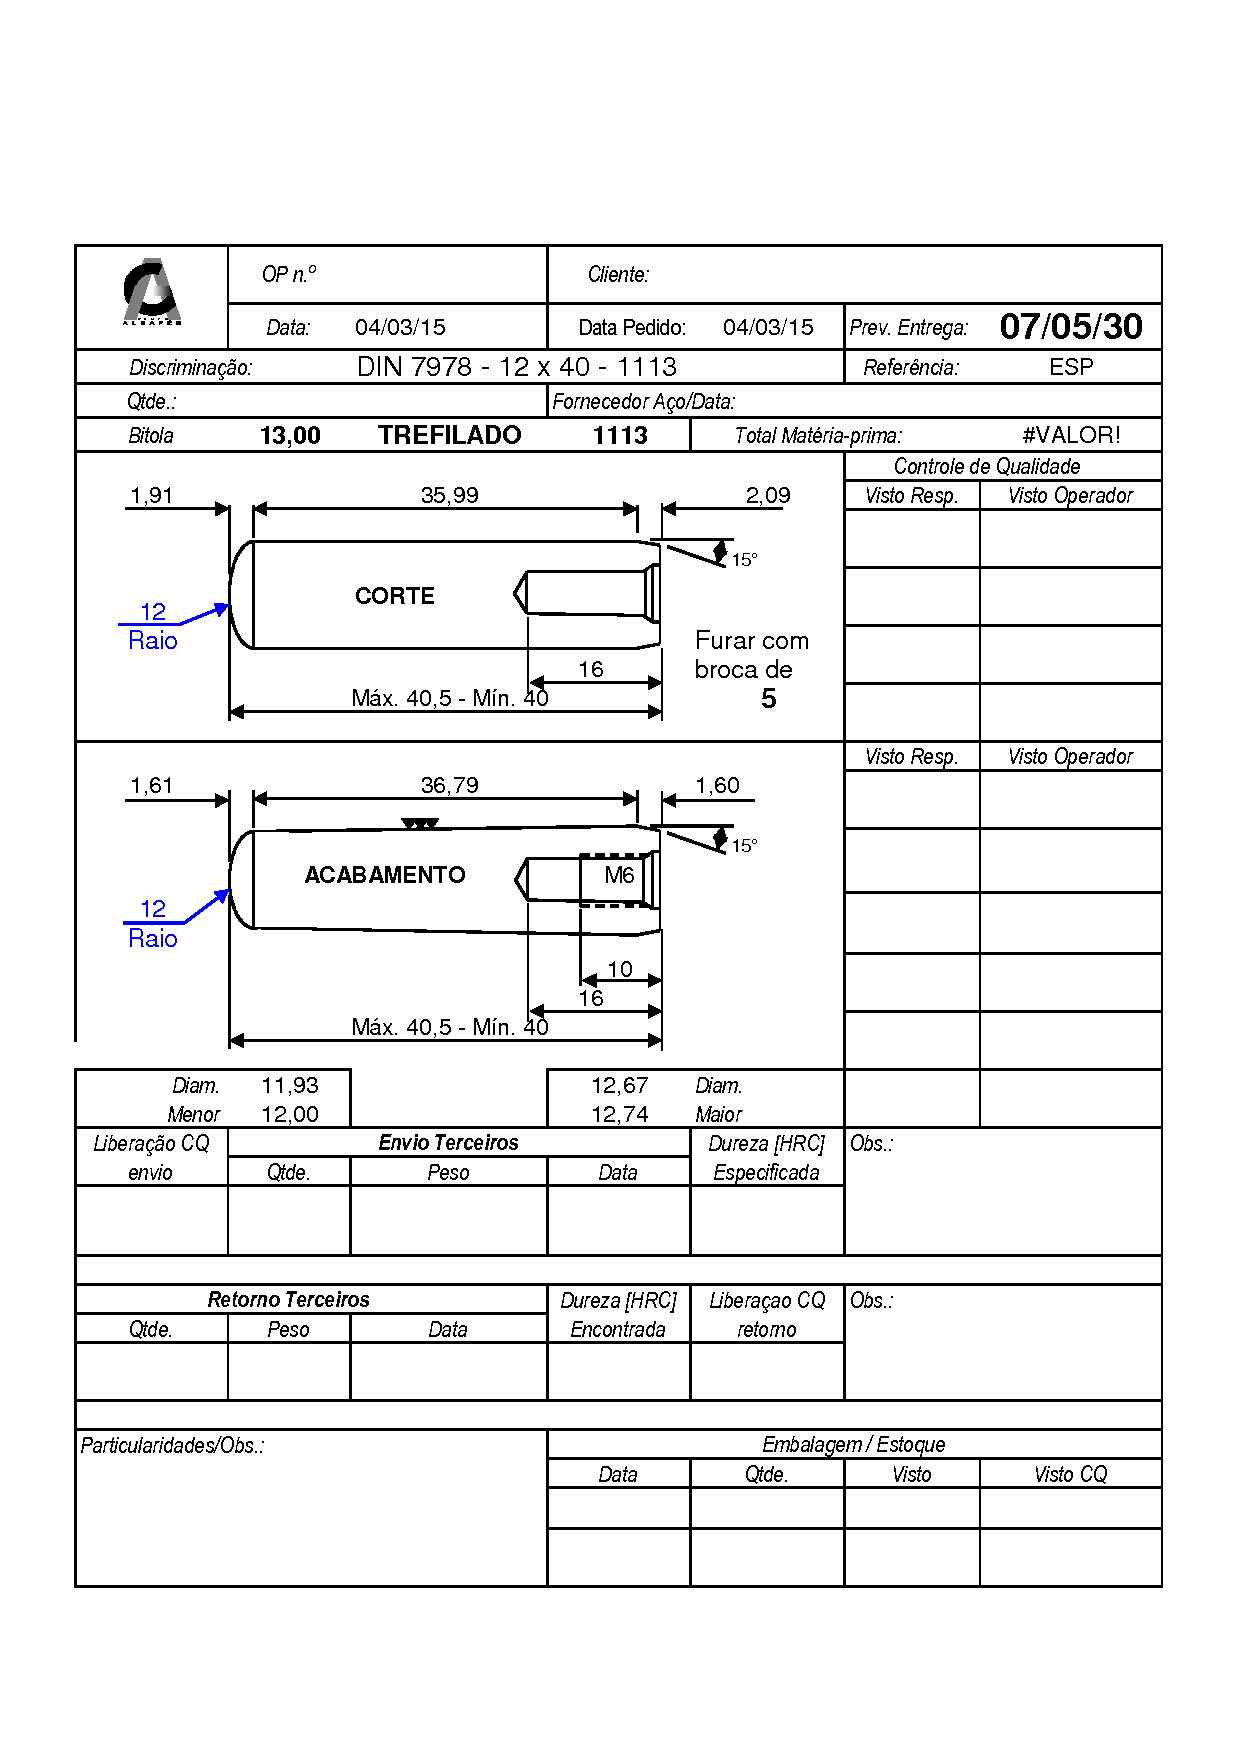 ALBAPES
OP n.º Cliente:
Data: 04/03/15 Data Pedido: 04/03/15 Prev. Entrega: 07/05/30
Discriminação: DIN 7978 - 12 x 40 - 1113 Referência: ESP
Qtde.: Fornecedor Aço/Data:
Bitola 13,00 TREFILADO 1113 Total Matéria-prima: #VALOR!
Controle de Qualidade
1,91 35,99 2,09 Visto Resp. Visto Operador
15°
CORTE
12
Raio Furar com
16 broca de
Máx. 40,5 - Mín. 40 5
Visto Resp. Visto Operador
1,61 36,79 1,60
15°
ACABAMENTO M6
12
Raio
10
16
Máx. 40,5 - Mín. 40
Diam. 11,93 12,67 Diam.
Menor 12,00 12,74 Maior
Liberação CQ Envio Terceiros Dureza [HRC] Obs.:
envio Qtde. Peso Data Especificada
Retorno Terceiros Dureza [HRC] Liberaçao CQ Obs.:
Qtde. Peso Data Encontrada retorno
Particularidades/Obs.: Embalagem / Estoque
Data Qtde. Visto Visto CQ